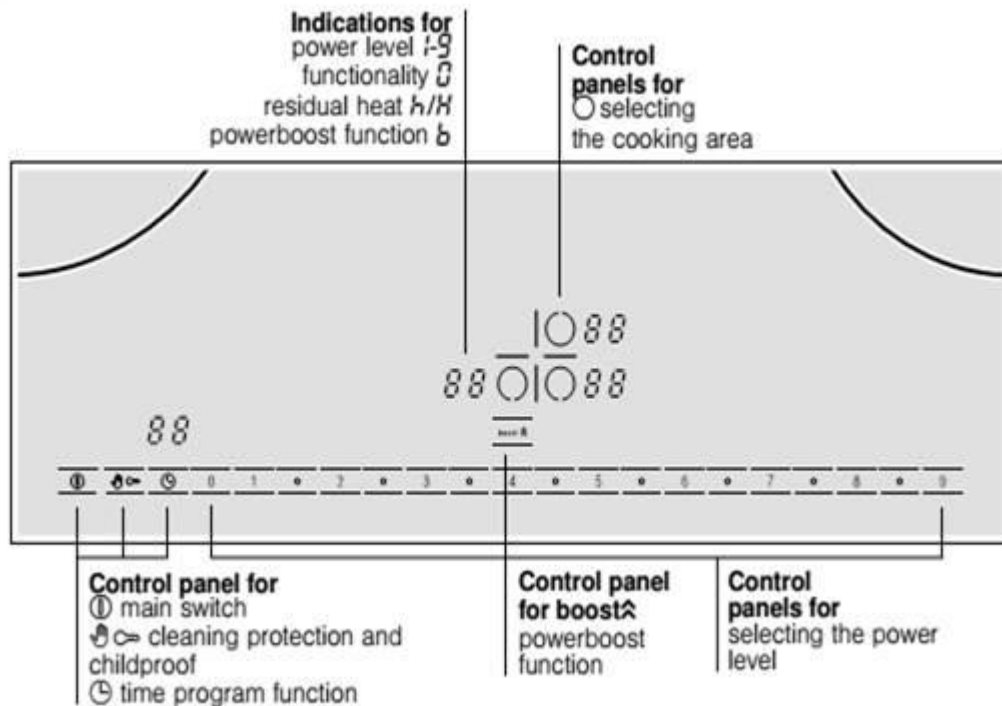 Indications for
power level 1-9
functionality 0
residual heat h/H
powerboost function b
Control
panels for
○ selecting
the cooking area
88
88 88
88
boost
0 1 • 2 • 3 • 4 • 5 • 6 • 7 • 8 • 9
Control panel for
main switch
cleaning protection and
childproof
time program function
Control panel
for boost
powerboost
function
Control
panels for
selecting the power
level